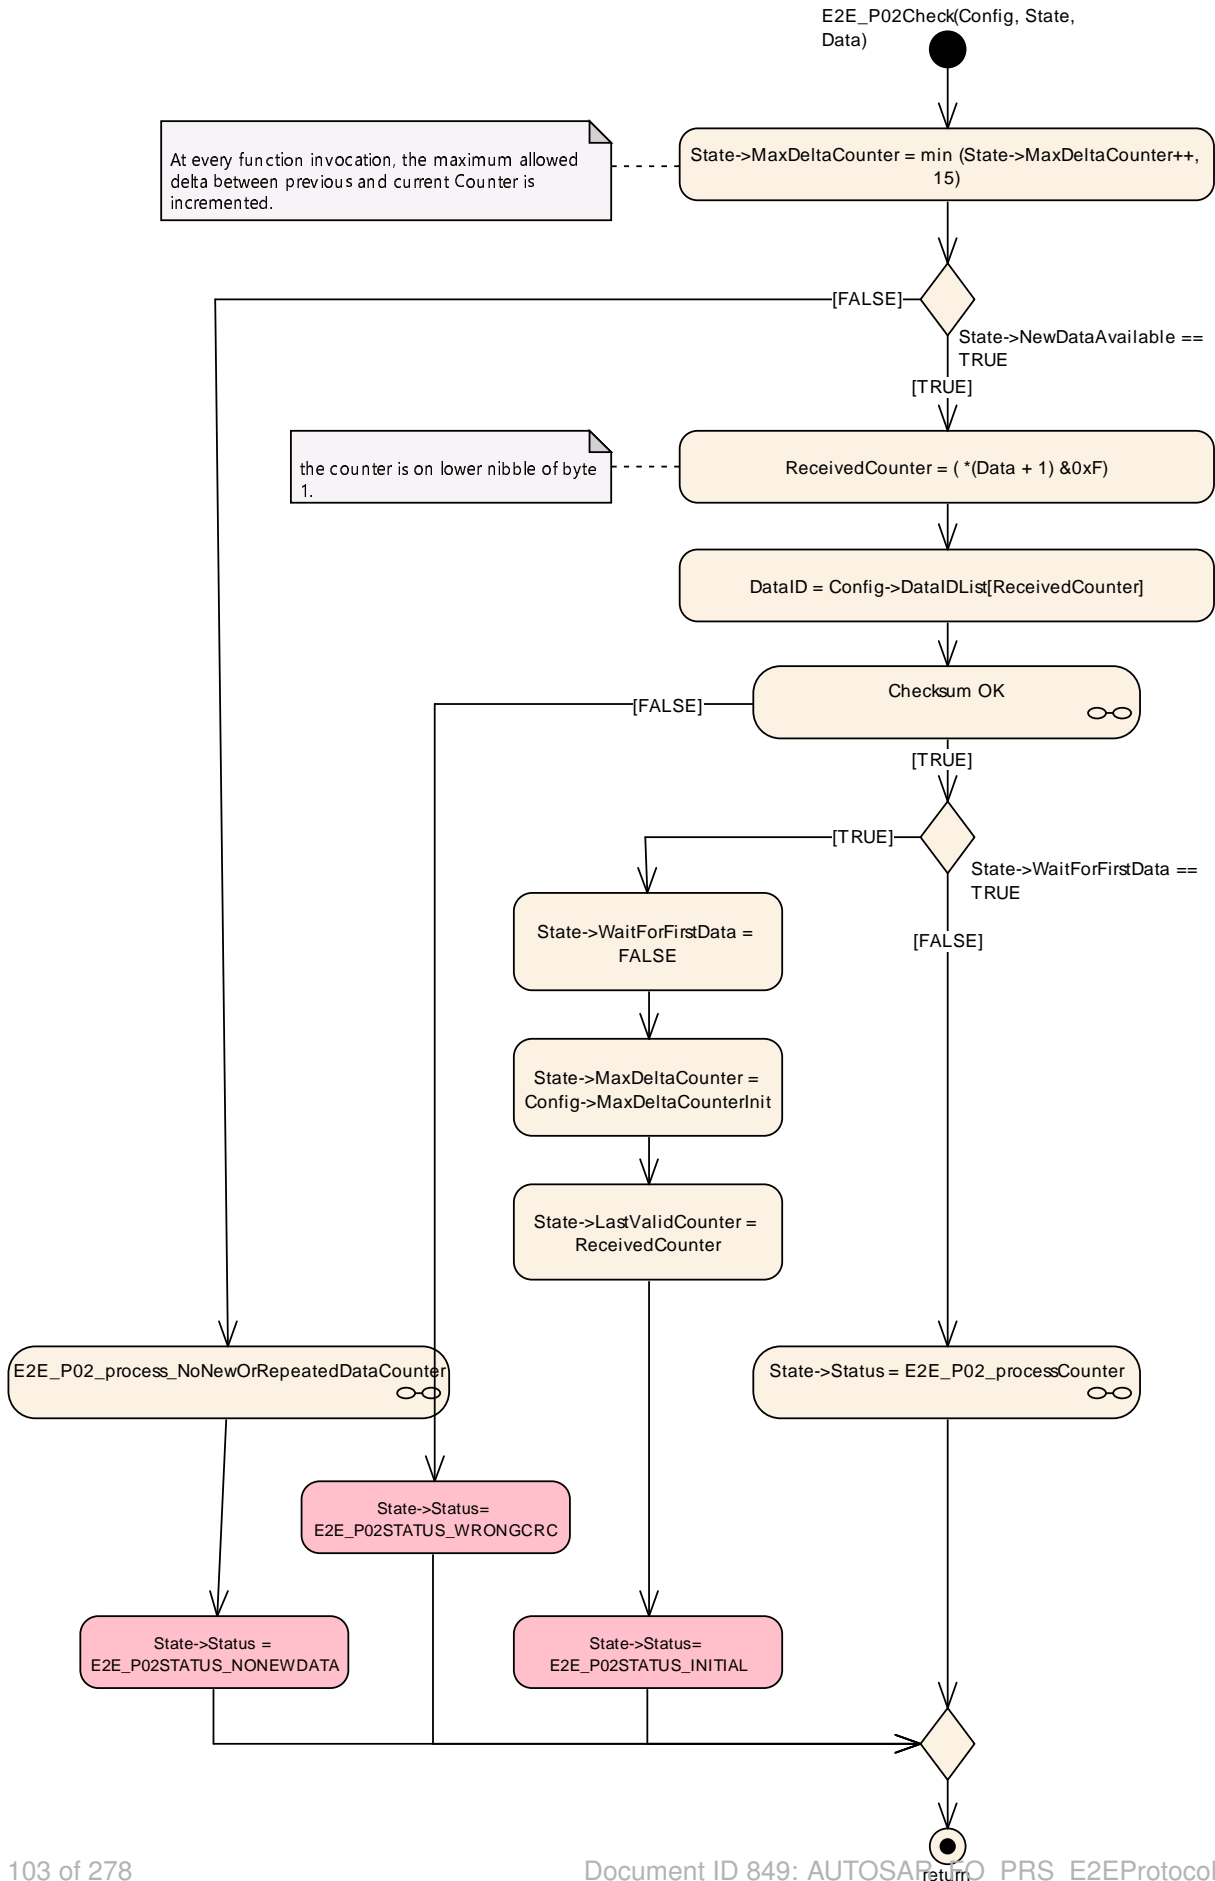 E2E_P02Check(Config, State,
Data)
State->MaxDeltaCounter = min (State->MaxDeltaCounter++,
15)
At every function invocation, the maximum allowed
delta between previous and current Counter is
incremented.
[FALSE]
State->NewDataAvailable ==
TRUE
[TRUE]
the counter is on lower nibble of byte
1.
ReceivedCounter = ( *(Data + 1) &0xF)
DataID = Config->DataIDList[ReceivedCounter]
Checksum OK
[FALSE]
[TRUE]
[TRUE]
State->WaitForFirstData ==
TRUE
[FALSE]
State->WaitForFirstData =
FALSE
State->MaxDeltaCounter =
Config->MaxDeltaCounterInit
State->LastValidCounter =
ReceivedCounter
E2E_P02_process_NoNewOrRepeatedDataCounter
State->Status = E2E_P02_processCounter
State->Status=
E2E_P02STATUS_WRONGCRC
State->Status =
E2E_P02STATUS_NONEWDATA
State->Status=
E2E_P02STATUS_INITIAL
return
103 of 278
Document ID 849: AUTOSAR_FO_PRS_E2EProtocol